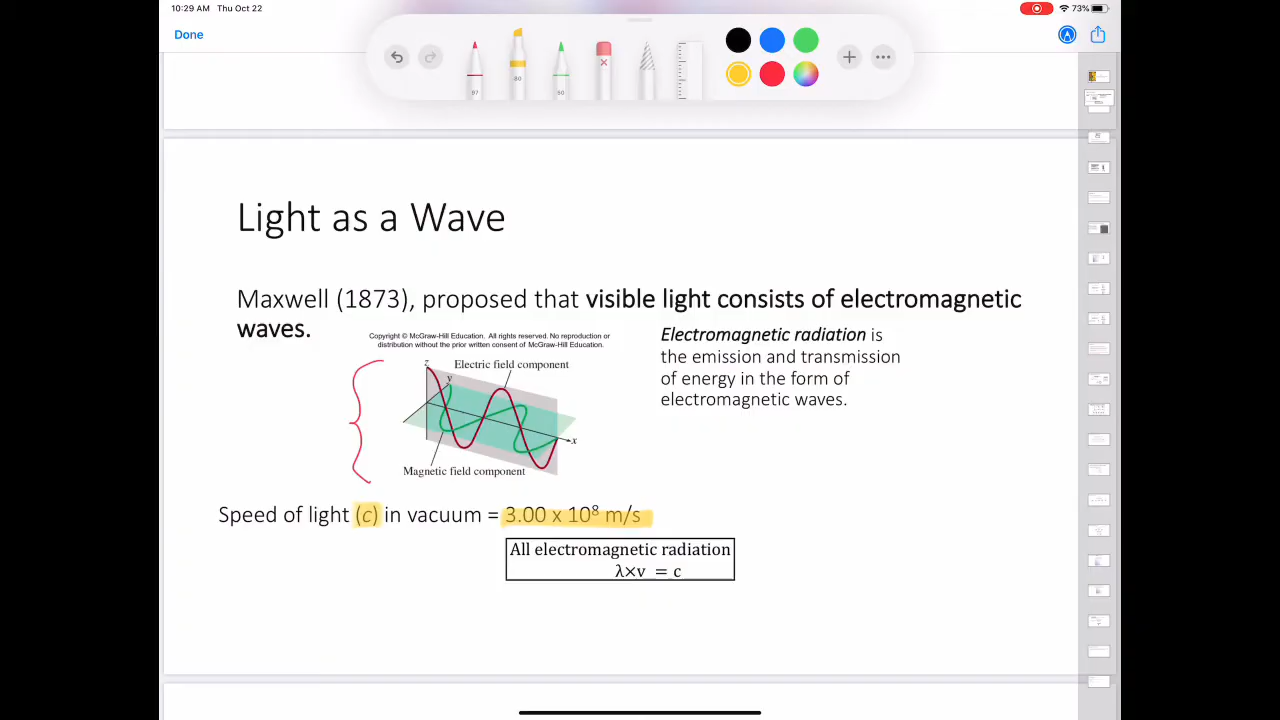 10:29 AM Thu Oct 22
73%
Done
97
80
50
Light as a Wave
Maxwell (1873), proposed that visible light consists of electromagnetic
waves.
Copyright © McGraw-Hill Education. All rights reserved. No reproduction or
distribution without the prior written consent of McGraw-Hill Education.
Electromagnetic radiation is
the emission and transmission
of energy in the form of
electromagnetic waves.
z
Electric field component
y
x
Magnetic field component
Speed of light (c) in vacuum = 3.00 x 10⁸ m/s
All electromagnetic radiation
λ×v = c